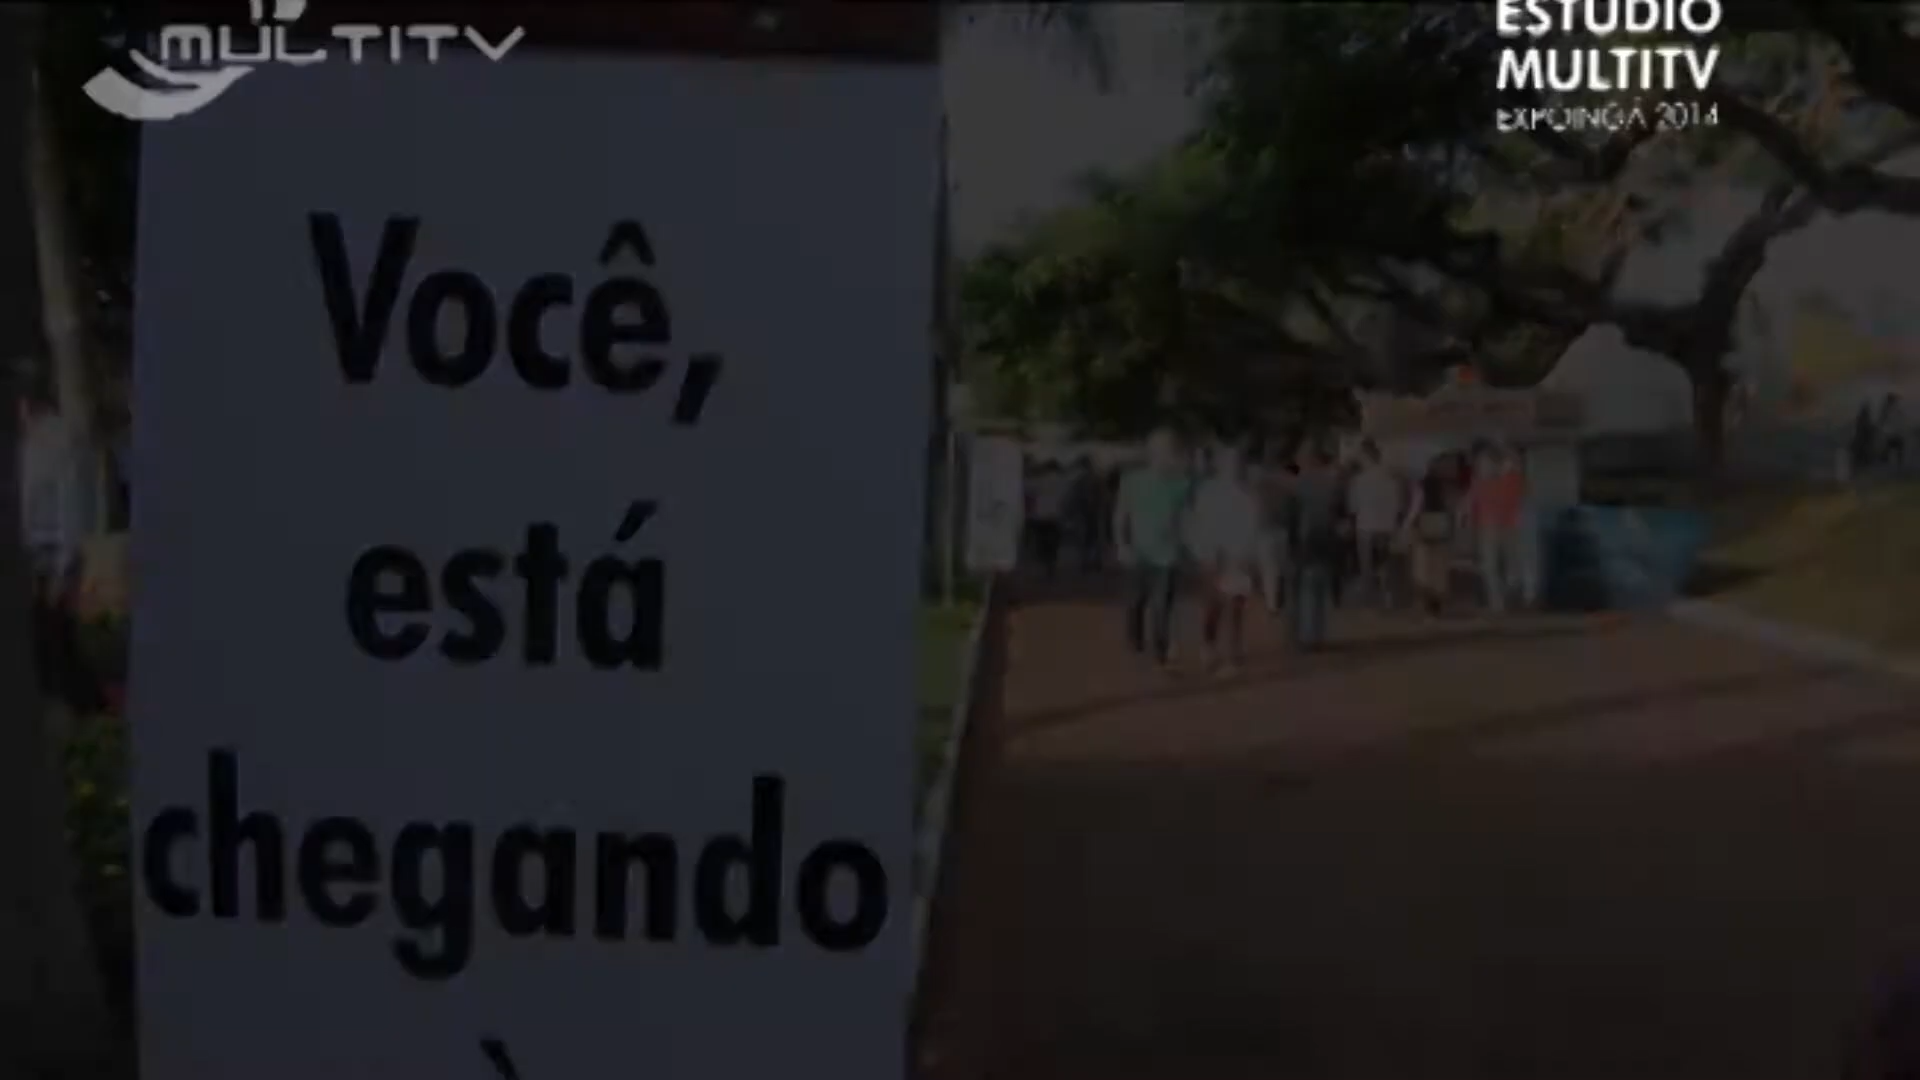 MULTITV
ESTÚDIO
MULTITV
EXPOINGÁ 2014
Você,
está
chegando
à